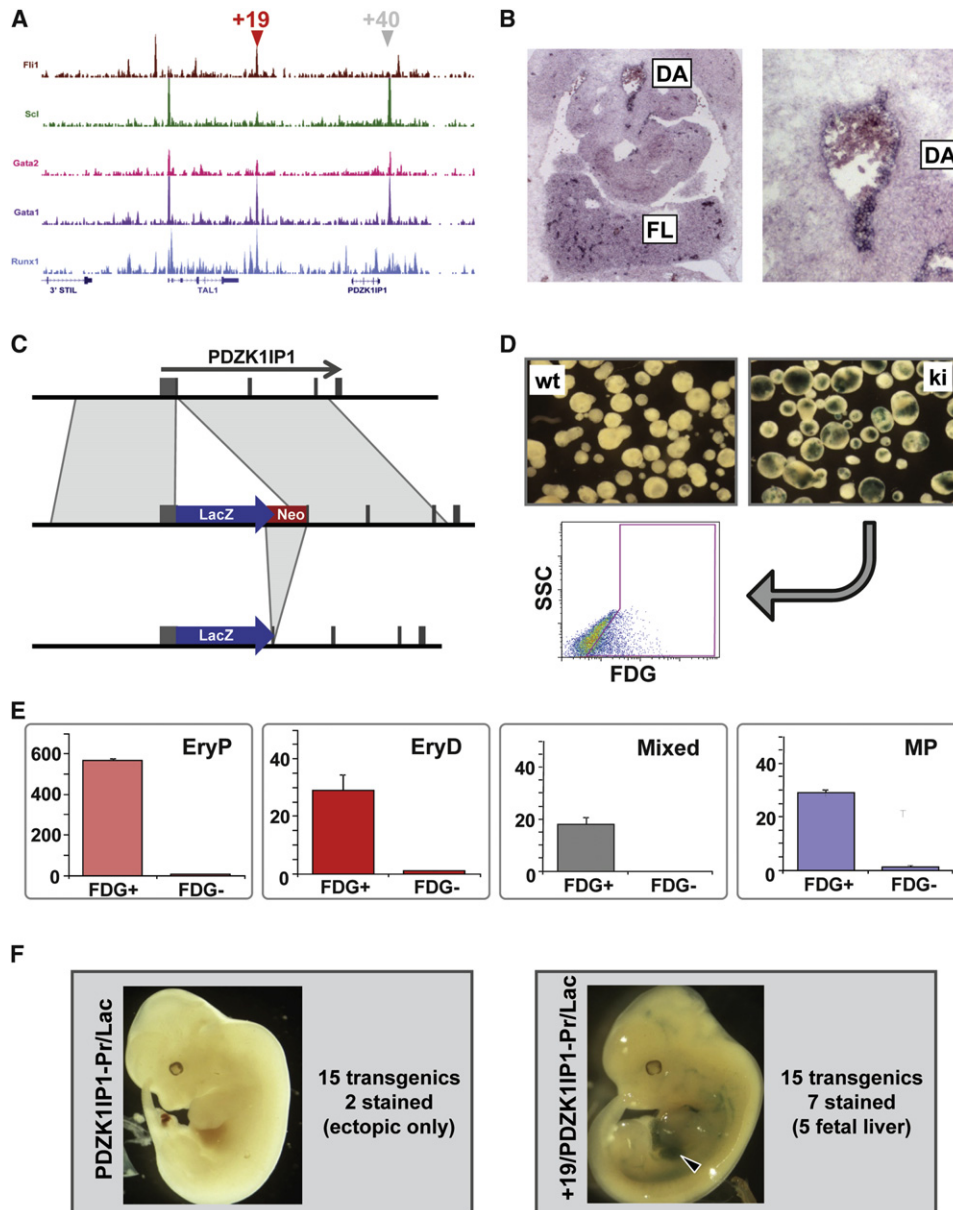 A
+19
+40
Fli1
Scl
Gata2
Gata1
Runx1
3' STIL
TAL1
PDZK1IP1
B
DA
FL
DA
C
PDZK1IP1
LacZ
Neo
LacZ
D
wt
ki
SSC
FDG
E
EryP
600
400
200
0
FDG+ FDG-
EryD
40
20
0
FDG+ FDG-
Mixed
40
20
0
FDG+ FDG-
MP
40
20
0
FDG+ FDG-
F
PDZK1IP1-Pr/Lac
15 transgenics
2 stained
(ectopic only)
+19/PDZK1IP1-Pr/Lac
15 transgenics
7 stained
(5 fetal liver)